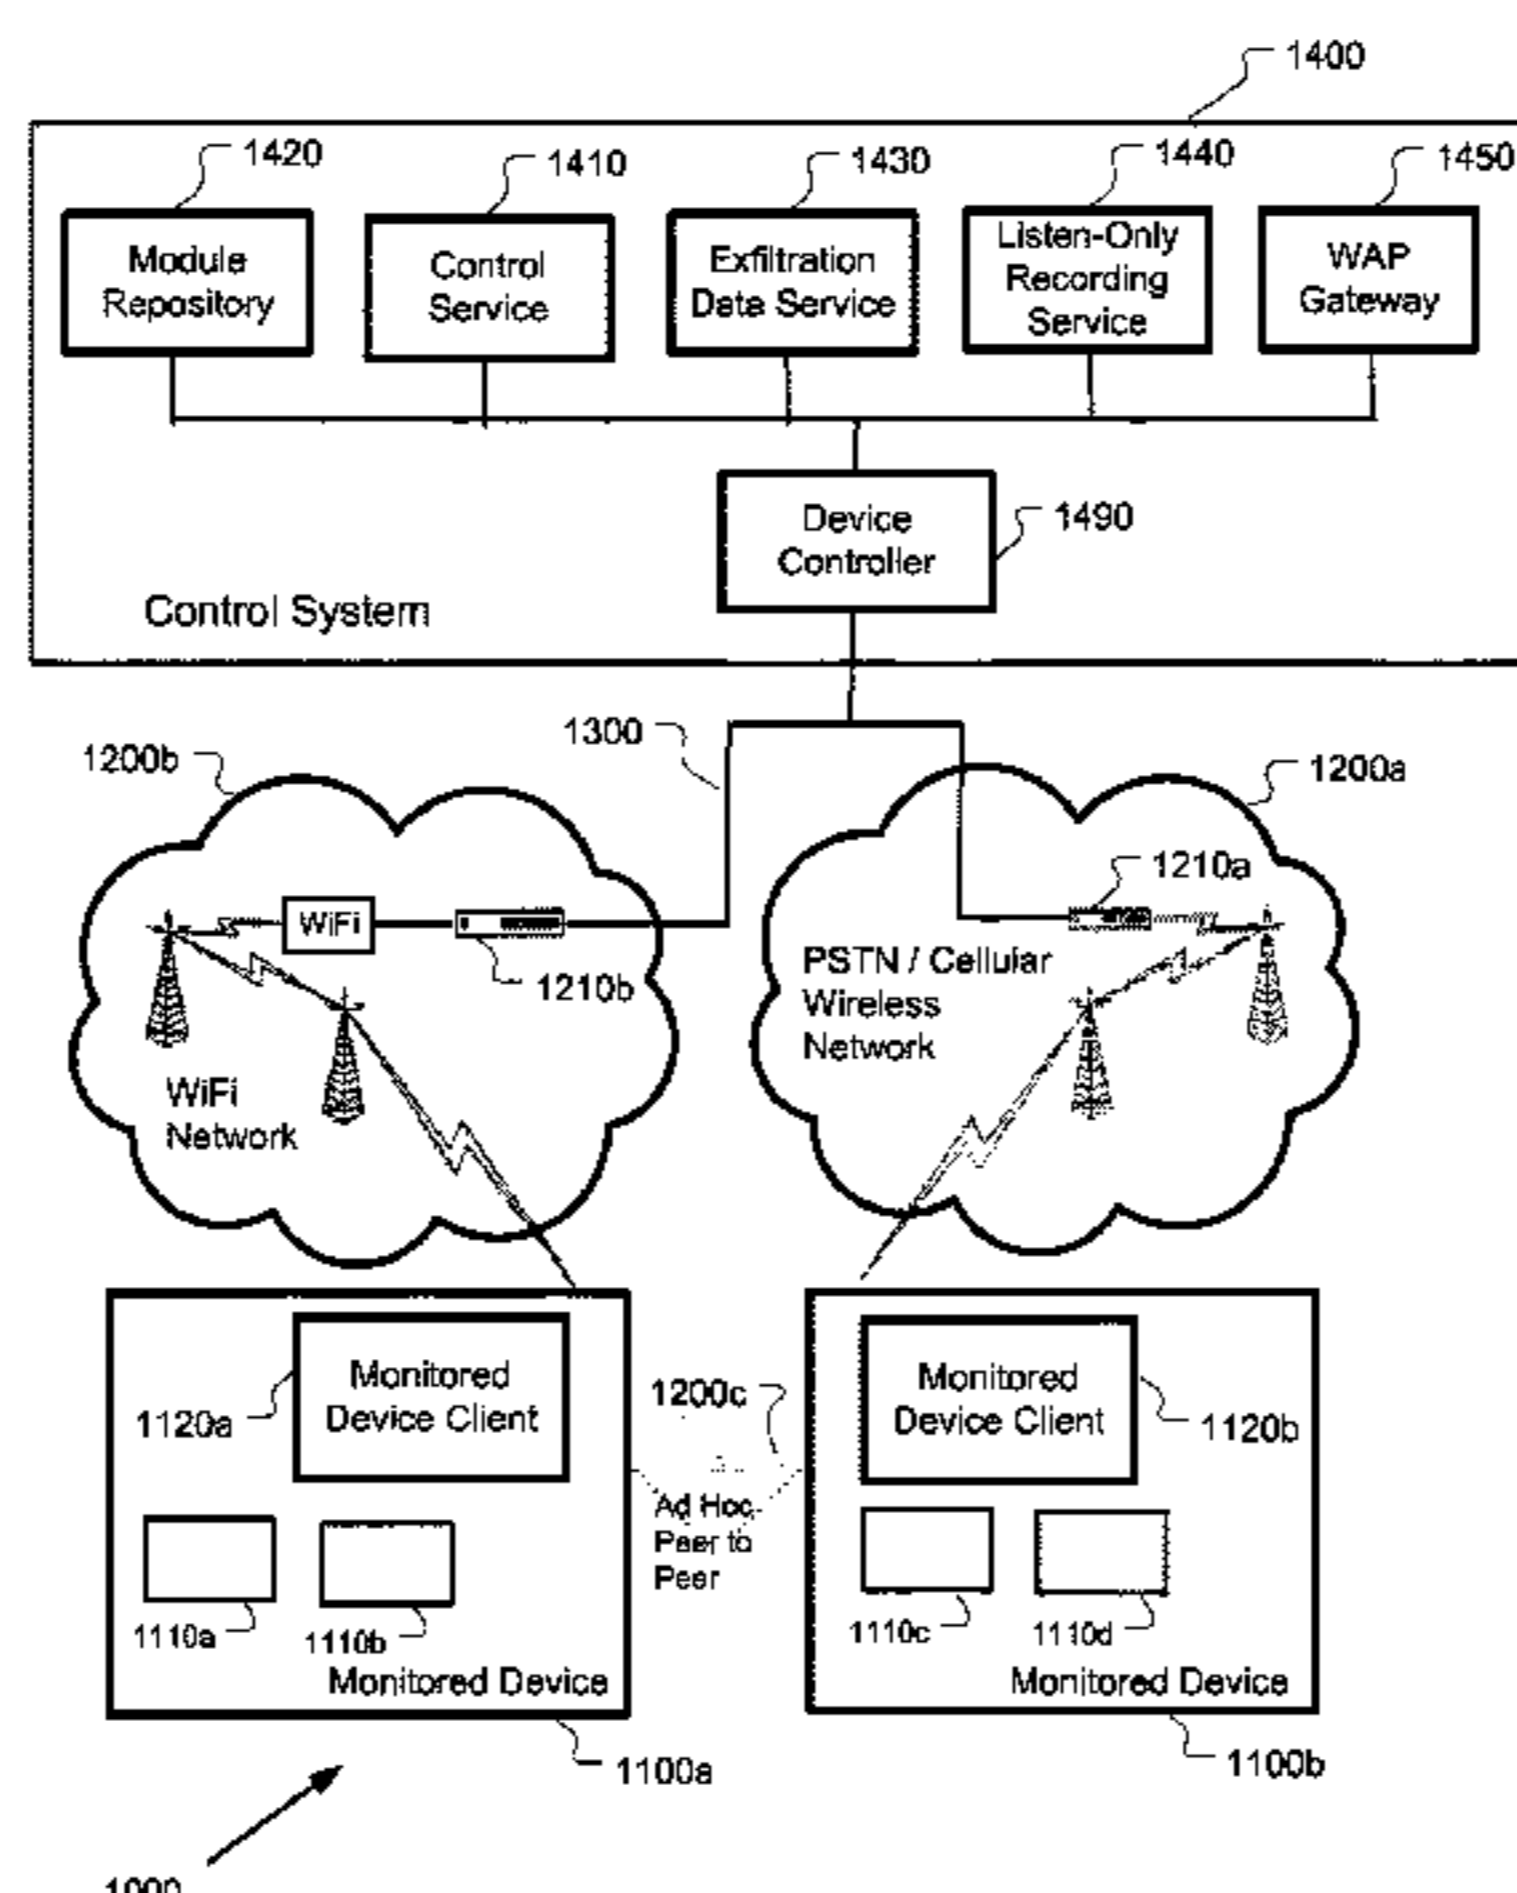 1400
1420
1410
1430
1440
1450
Module
Repository
Control
Service
Exfiltration
Data Service
Listen-Only
Recording
Service
WAP
Gateway
Device
Controller
1490
Control System
1300
1200b
1200a
1210a
WiFi
1210b
PSTN / Cellular
Wireless
Network
WiFi
Network
Monitored
Device Client
1120a
1200c
Monitored
Device Client
1120b
Ad Hoc
Peer to
Peer
1110a
1110b
1110c
1110d
Monitored Device
Monitored Device
1100a
1100b
1000